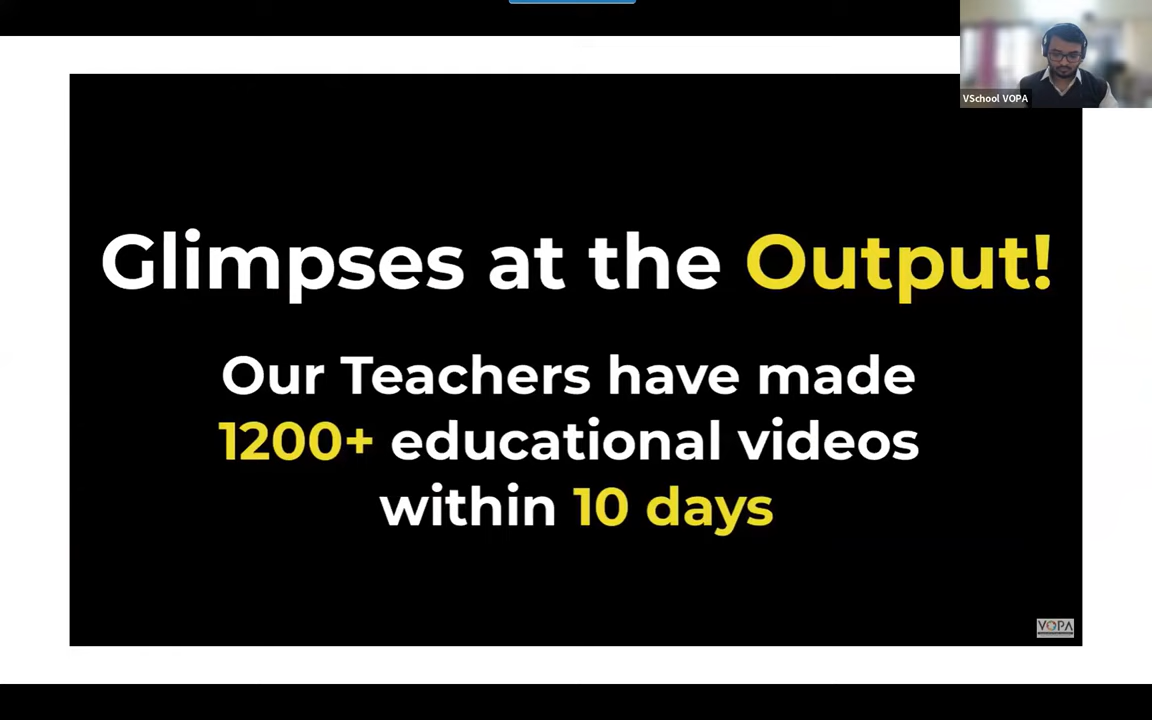 VSchool VOPA
Glimpses at the Output!
Our Teachers have made
1200+ educational videos
within 10 days
VOPA